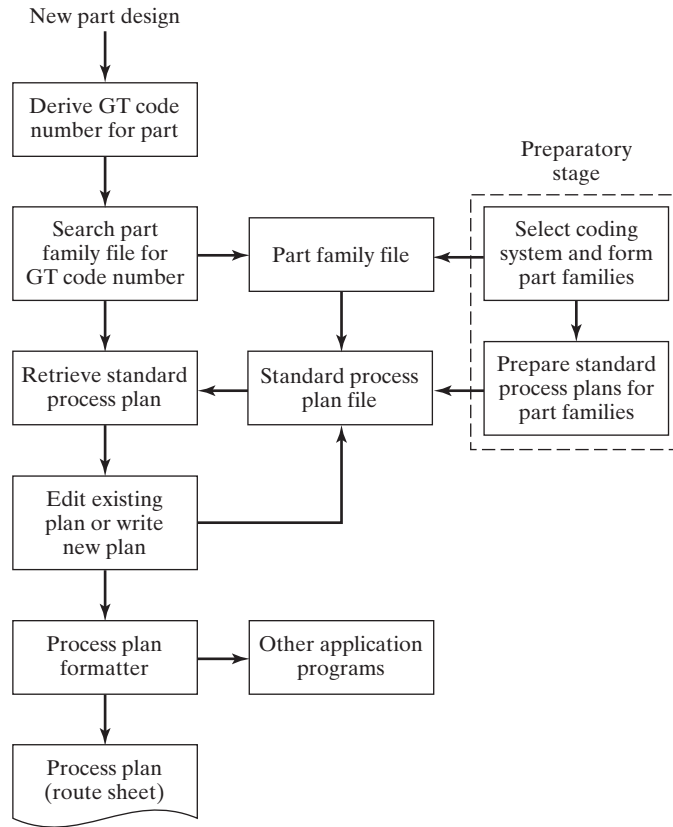 New part design
Derive GT code
number for part
Preparatory
stage
Search part
family file for
GT code number
Part family file
Select coding
system and form
part families
Retrieve standard
process plan
Standard process
plan file
Prepare standard
process plans for
part families
Edit existing
plan or write
new plan
Process plan
formatter
Other application
programs
Process plan
(route sheet)